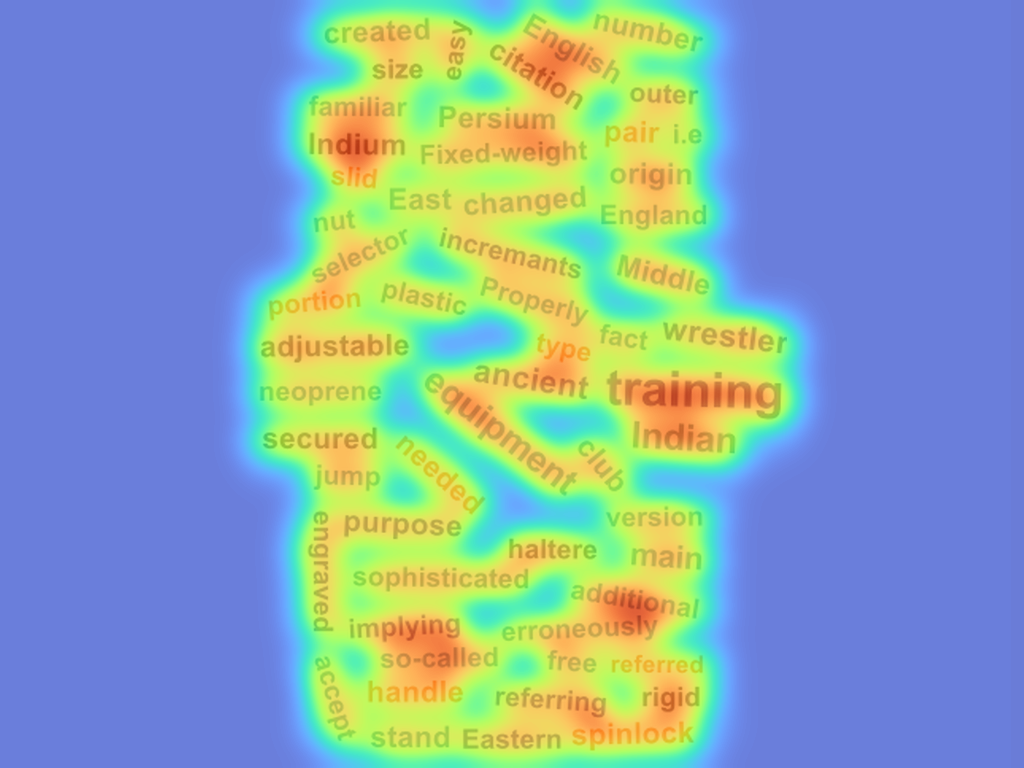 created
easy
English
number
size
citation
familiar
outer
Persium
Indium
Fixed-weight
pair
i.e
slid
origin
East
changed
nut
England
selector
incremants
Middle
portion
plastic
Properly
adjustable
type
fact
wrestler
neoprene
ancient
training
equipment
secured
Indian
jump
needed
club
engraved
purpose
version
haltere
main
sophisticated
additional
implying
erroneously
so-called
free
referred
accept
handle
referring
rigid
stand
Eastern
spinlock